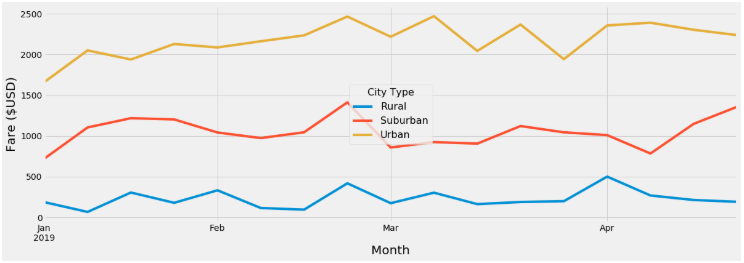 2500
2000
1500
1000
500
0
Fare ($USD)
City Type
Rural
Suburban
Urban
Jan
2019
Feb
Mar
Apr
Month